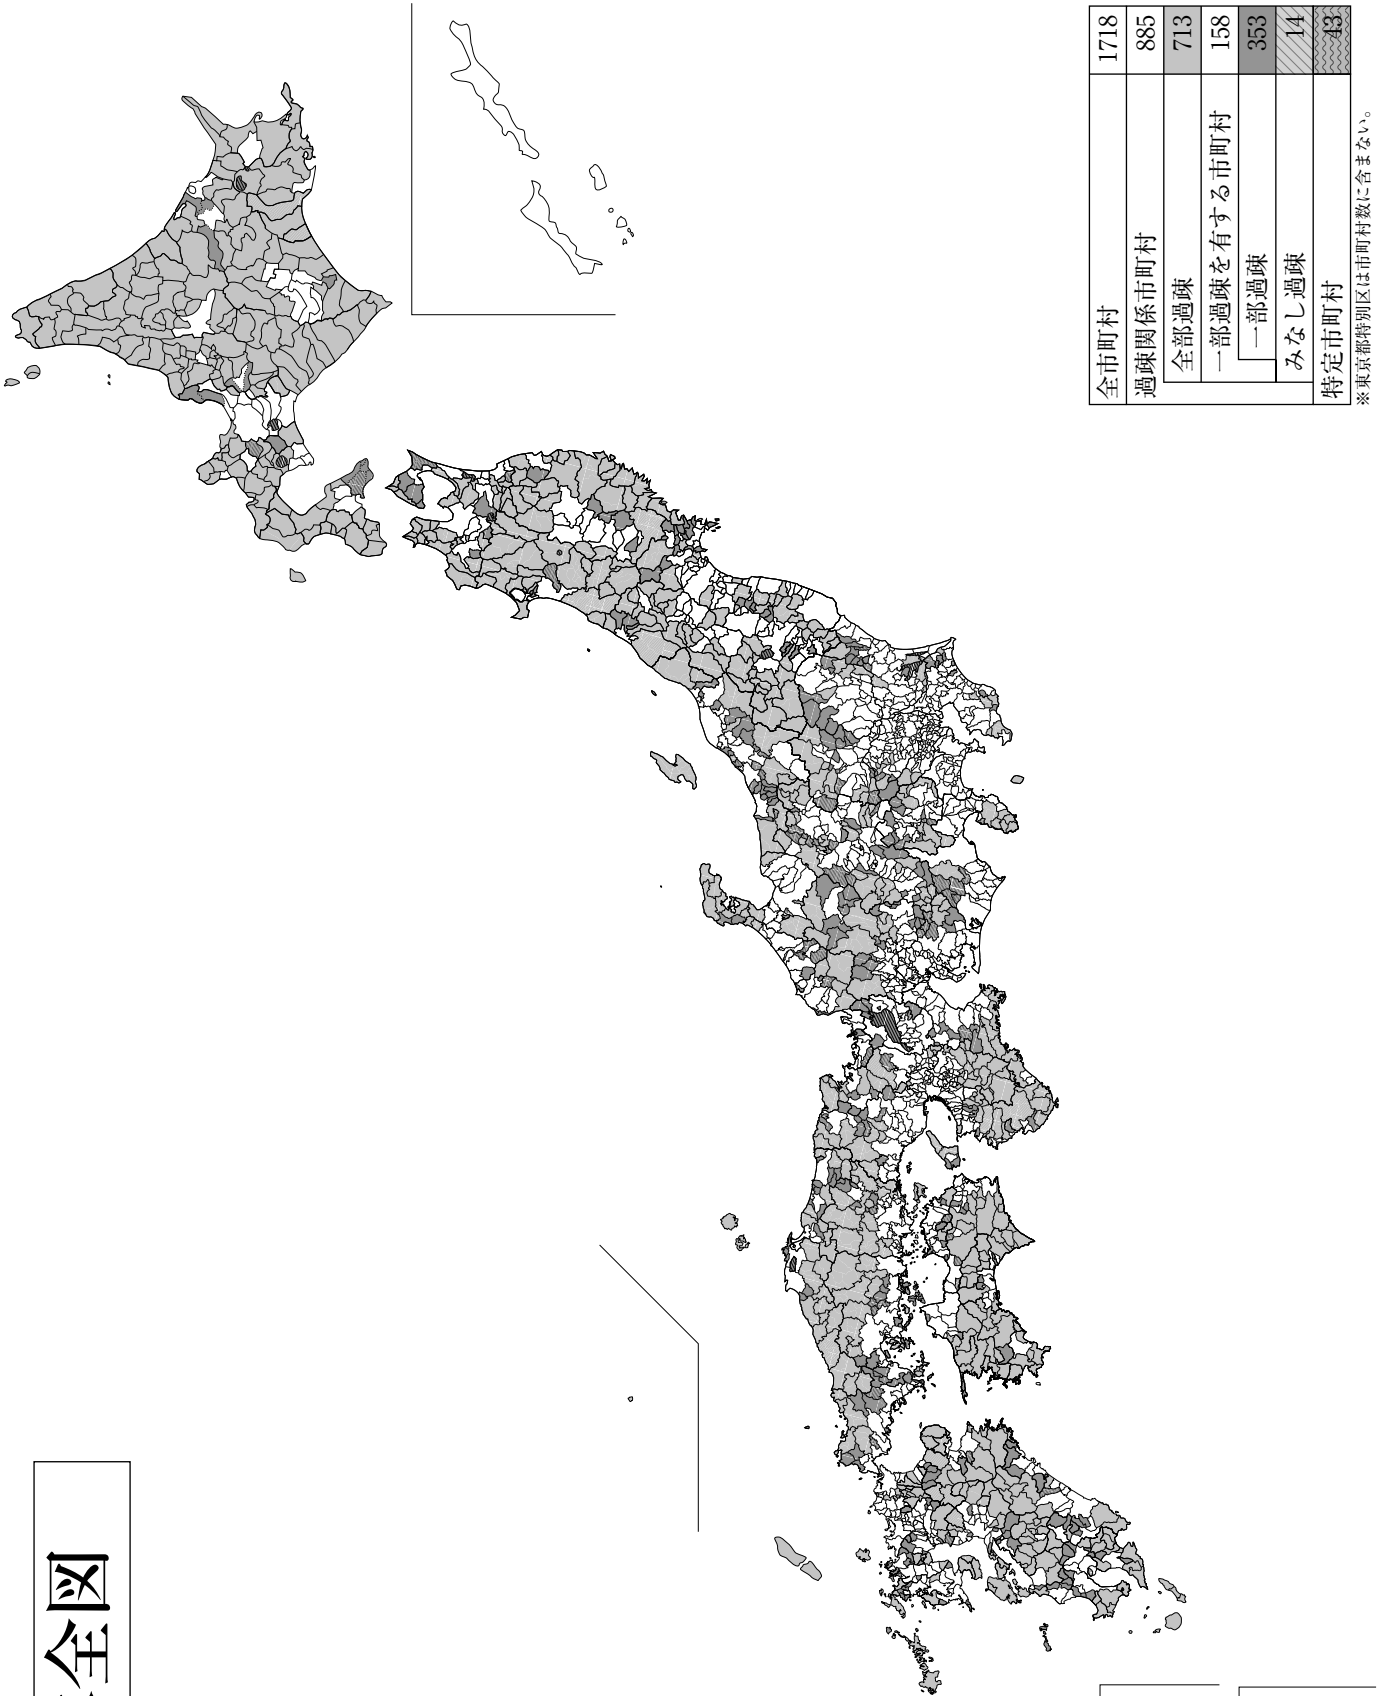 全図
全市町村 1718
過疎関係市町村 885
全部過疎 713
一部過疎を有する市町村 158
一部過疎 353
みなし過疎 14
特定市町村 43
※東京都特別区は市町村数に含まない。